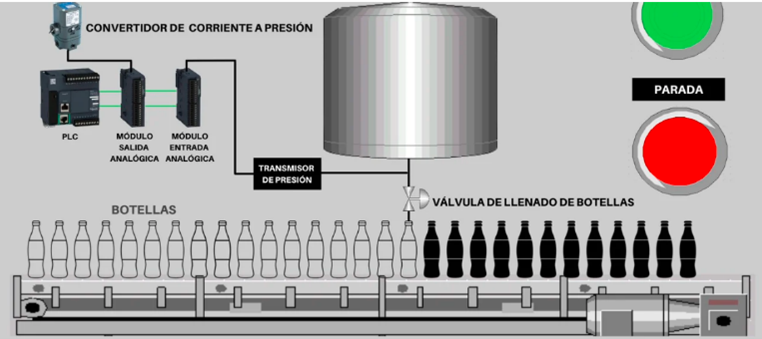 CONVERTIDOR DE CORRIENTE A PRESIÓN
PARADA
PLC
MÓDULO
SALIDA
ANALÓGICA
MÓDULO
ENTRADA
ANALÓGICA
TRANSMISOR
DE PRESIÓN
VÁLVULA DE LLENADO DE BOTELLAS
BOTELLAS